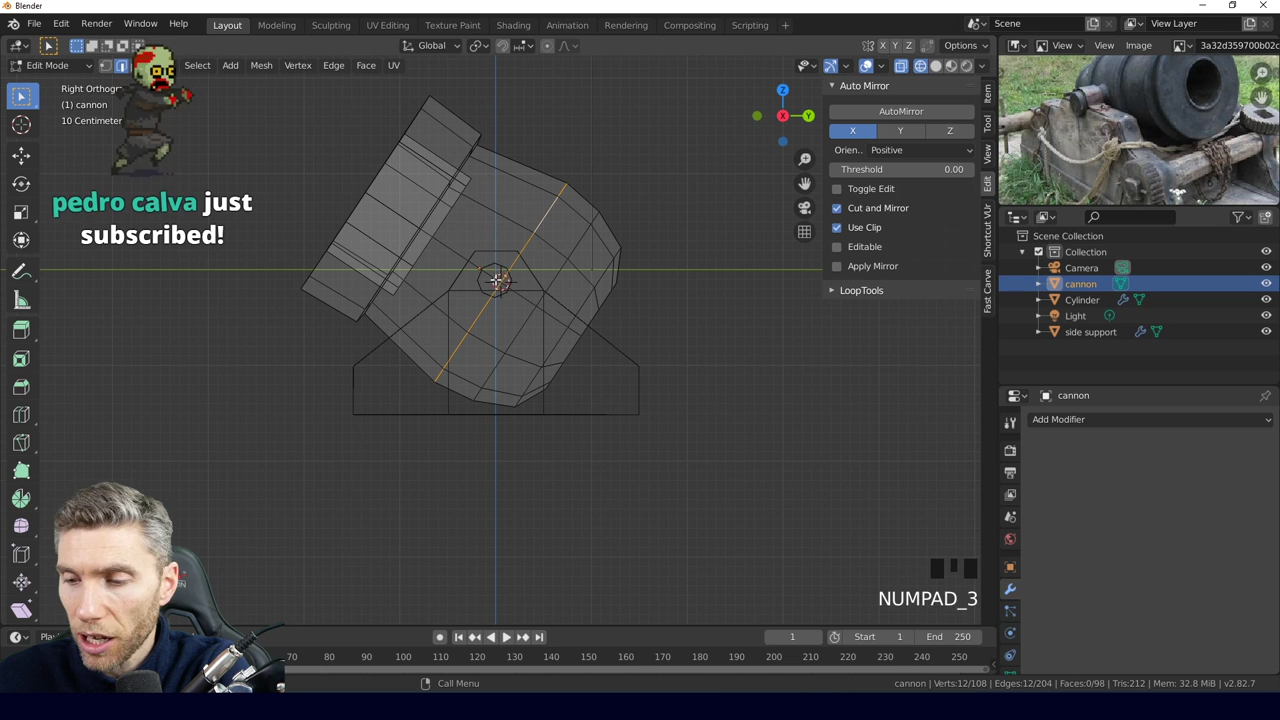 Blender
File Edit Render Window Help
Layout Modeling Sculpting UV Editing Texture Paint Shading Animation Rendering Compositing Scripting
Scene
View Layer
Global
X Y Z
Options
View View Image 3a32d359700b02c
Edit Mode
Select Add Mesh Vertex Edge Face UV
Right Orthogr
(1) cannon
10 Centimeter
pedro calva just
subscribed!
Z
X
Y
Auto Mirror
AutoMirror
X Y Z
Orien.. Positive
Threshold 0.00
Toggle Edit
Cut and Mirror
Use Clip
Editable
Apply Mirror
LoopTools
Item
Tool
View
Edit
Shortcut VUr
Fast Carve
Scene Collection
Collection
Camera
cannon
Cylinder
Light
side support
cannon
Add Modifier
NUMPAD_3
1
Start 1
End 250
70 80 90 100 110 120 130 140 150 160 170 180 190 200 210 220 230 240 250
Call Menu
cannon | Verts:12/108 | Edges:12/204 | Faces:0/98 | Tris:212 | Mem: 32.8 MiB | v2.82.7